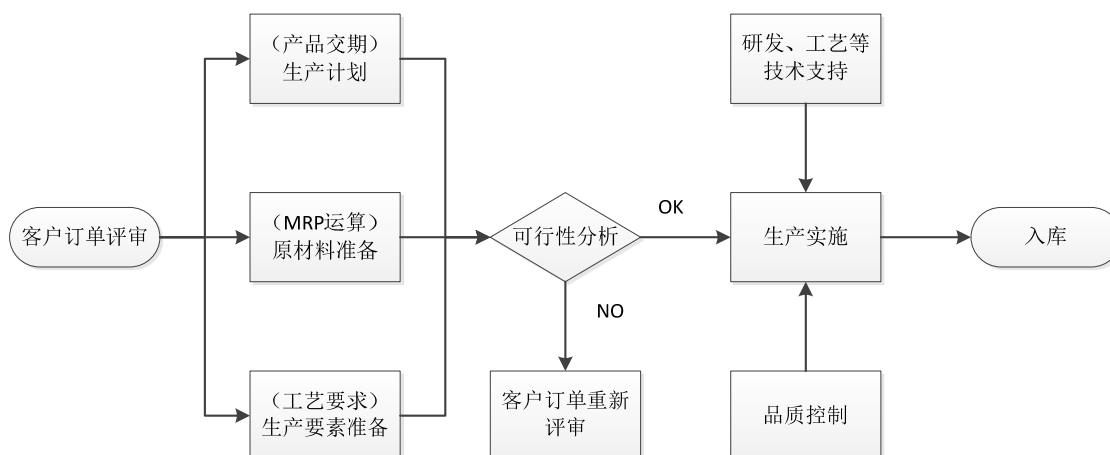 （产品交期）
生产计划
研发、工艺等
技术支持
客户订单评审
（MRP运算）
原材料准备
可行性分析
OK
生产实施
入库
NO
（工艺要求）
生产要素准备
客户订单重新
评审
品质控制